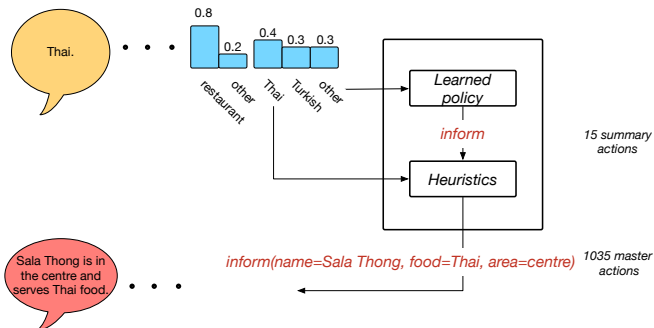 Thai.
0.8
0.2
0.4
0.3
0.3
restaurant
other
Thai
Turkish
other
Learned
policy
inform
15 summary
actions
Heuristics
Sala Thong is in
the centre and
serves Thai food.
inform(name=Sala Thong, food=Thai, area=centre)
1035 master
actions